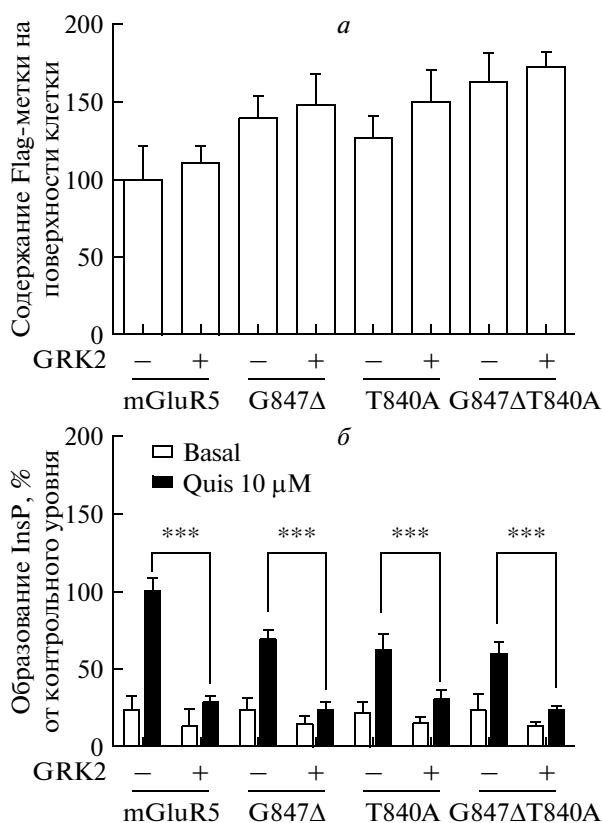 а
Содержание Flag-метки на
поверхности клетки
200
150
100
50
0
GRK2 − + − + − + − +
mGluR5 G847Δ T840A G847ΔT840A
б
Образование InsP, %
от контрольного уровня
200
150
100
50
0
Basal
Quis 10 μM
*** *** *** ***
GRK2 − + − + − + − +
mGluR5 G847Δ T840A G847ΔT840A